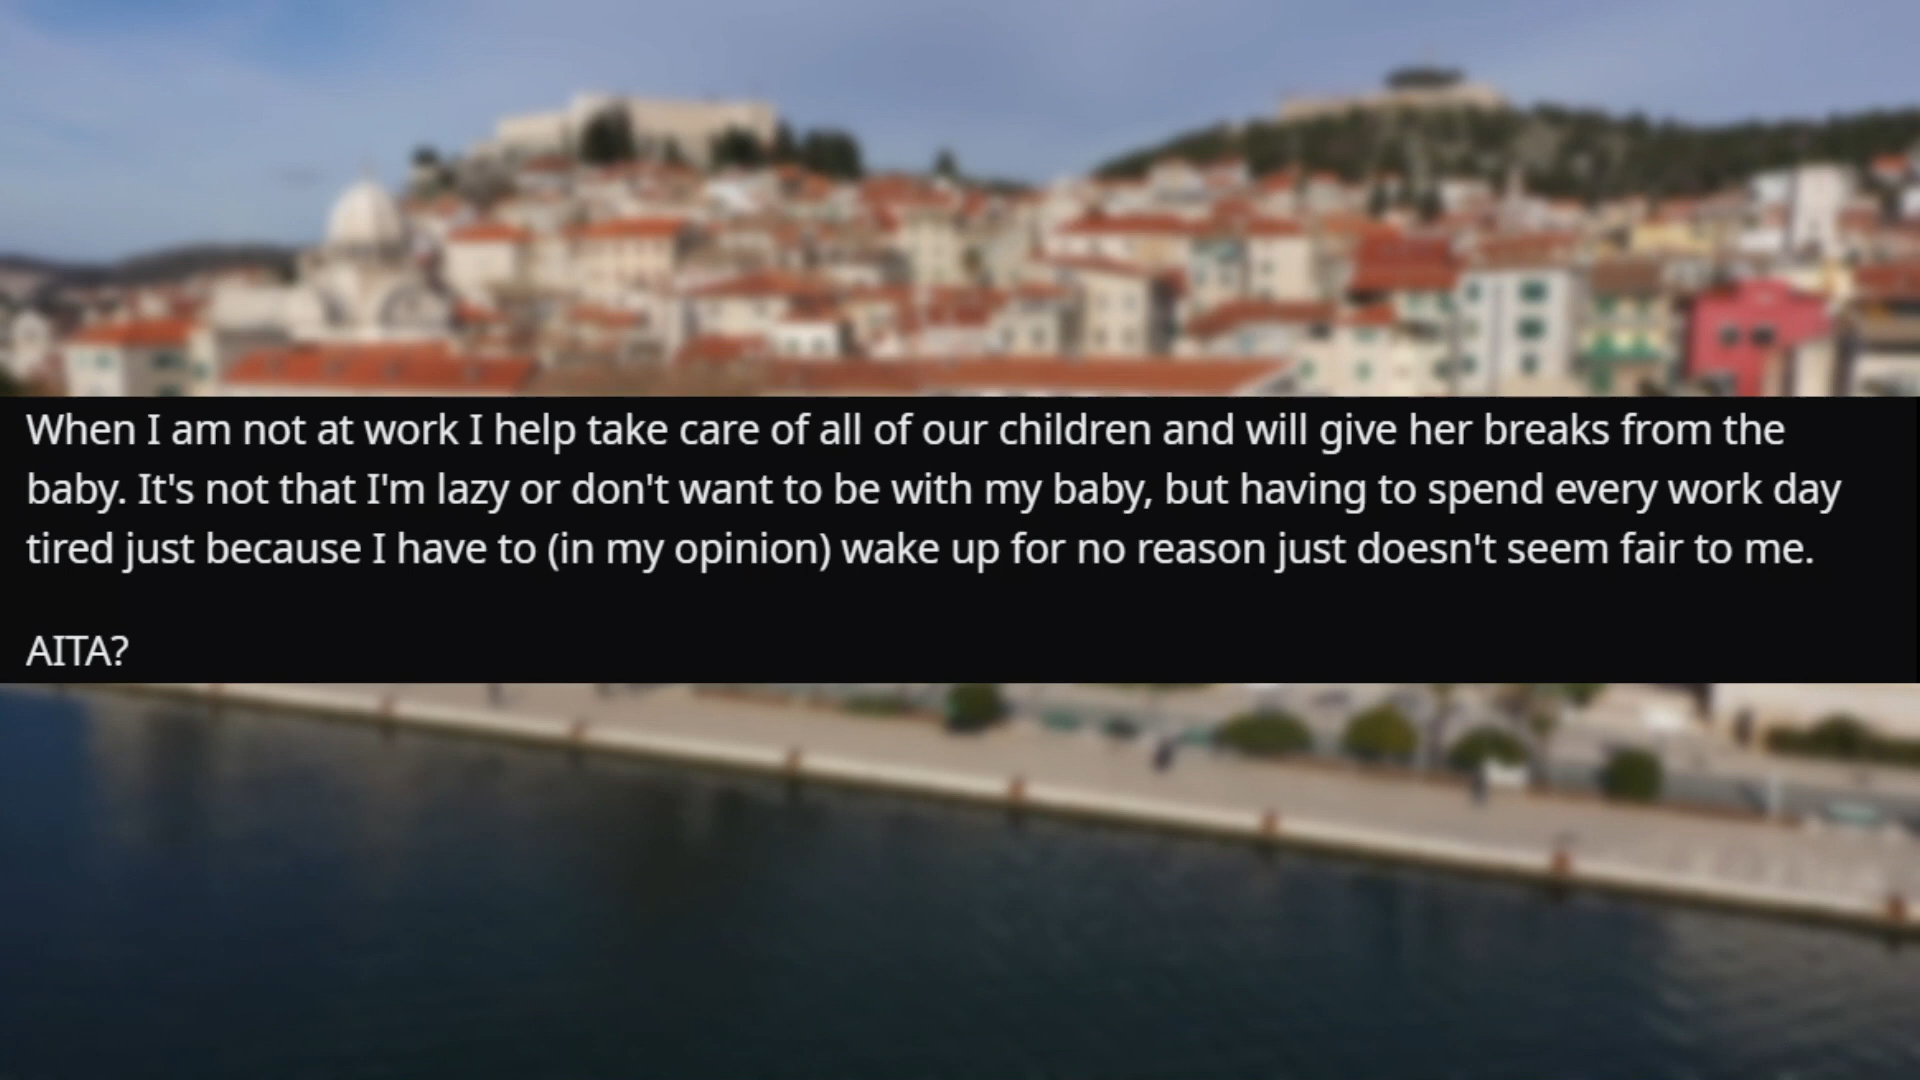 When I am not at work I help take care of all of our children and will give her breaks from the
baby. It's not that I'm lazy or don't want to be with my baby, but having to spend every work day
tired just because I have to (in my opinion) wake up for no reason just doesn't seem fair to me.
AITA?